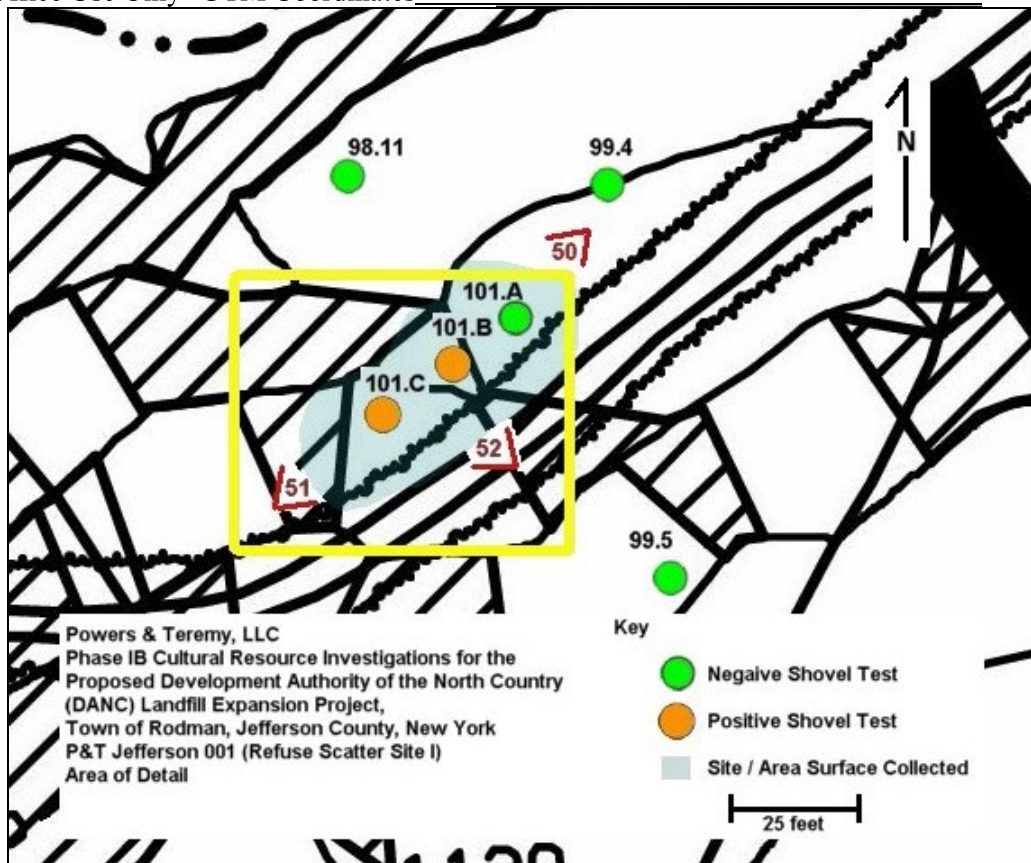 Use Only
Coordinates
98.11
99.4
N
50
101.A
101.B
101.C
52
51
99.5
Powers & Teremy, LLC
Phase IB Cultural Resource Investigations for the
Proposed Development Authority of the North Country
(DANC) Landfill Expansion Project,
Town of Rodman, Jefferson County, New York
P&T Jefferson 001 (Refuse Scatter Site I)
Area of Detail
Key
Negaive Shovel Test
Positive Shovel Test
Site / Area Surface Collected
25 feet